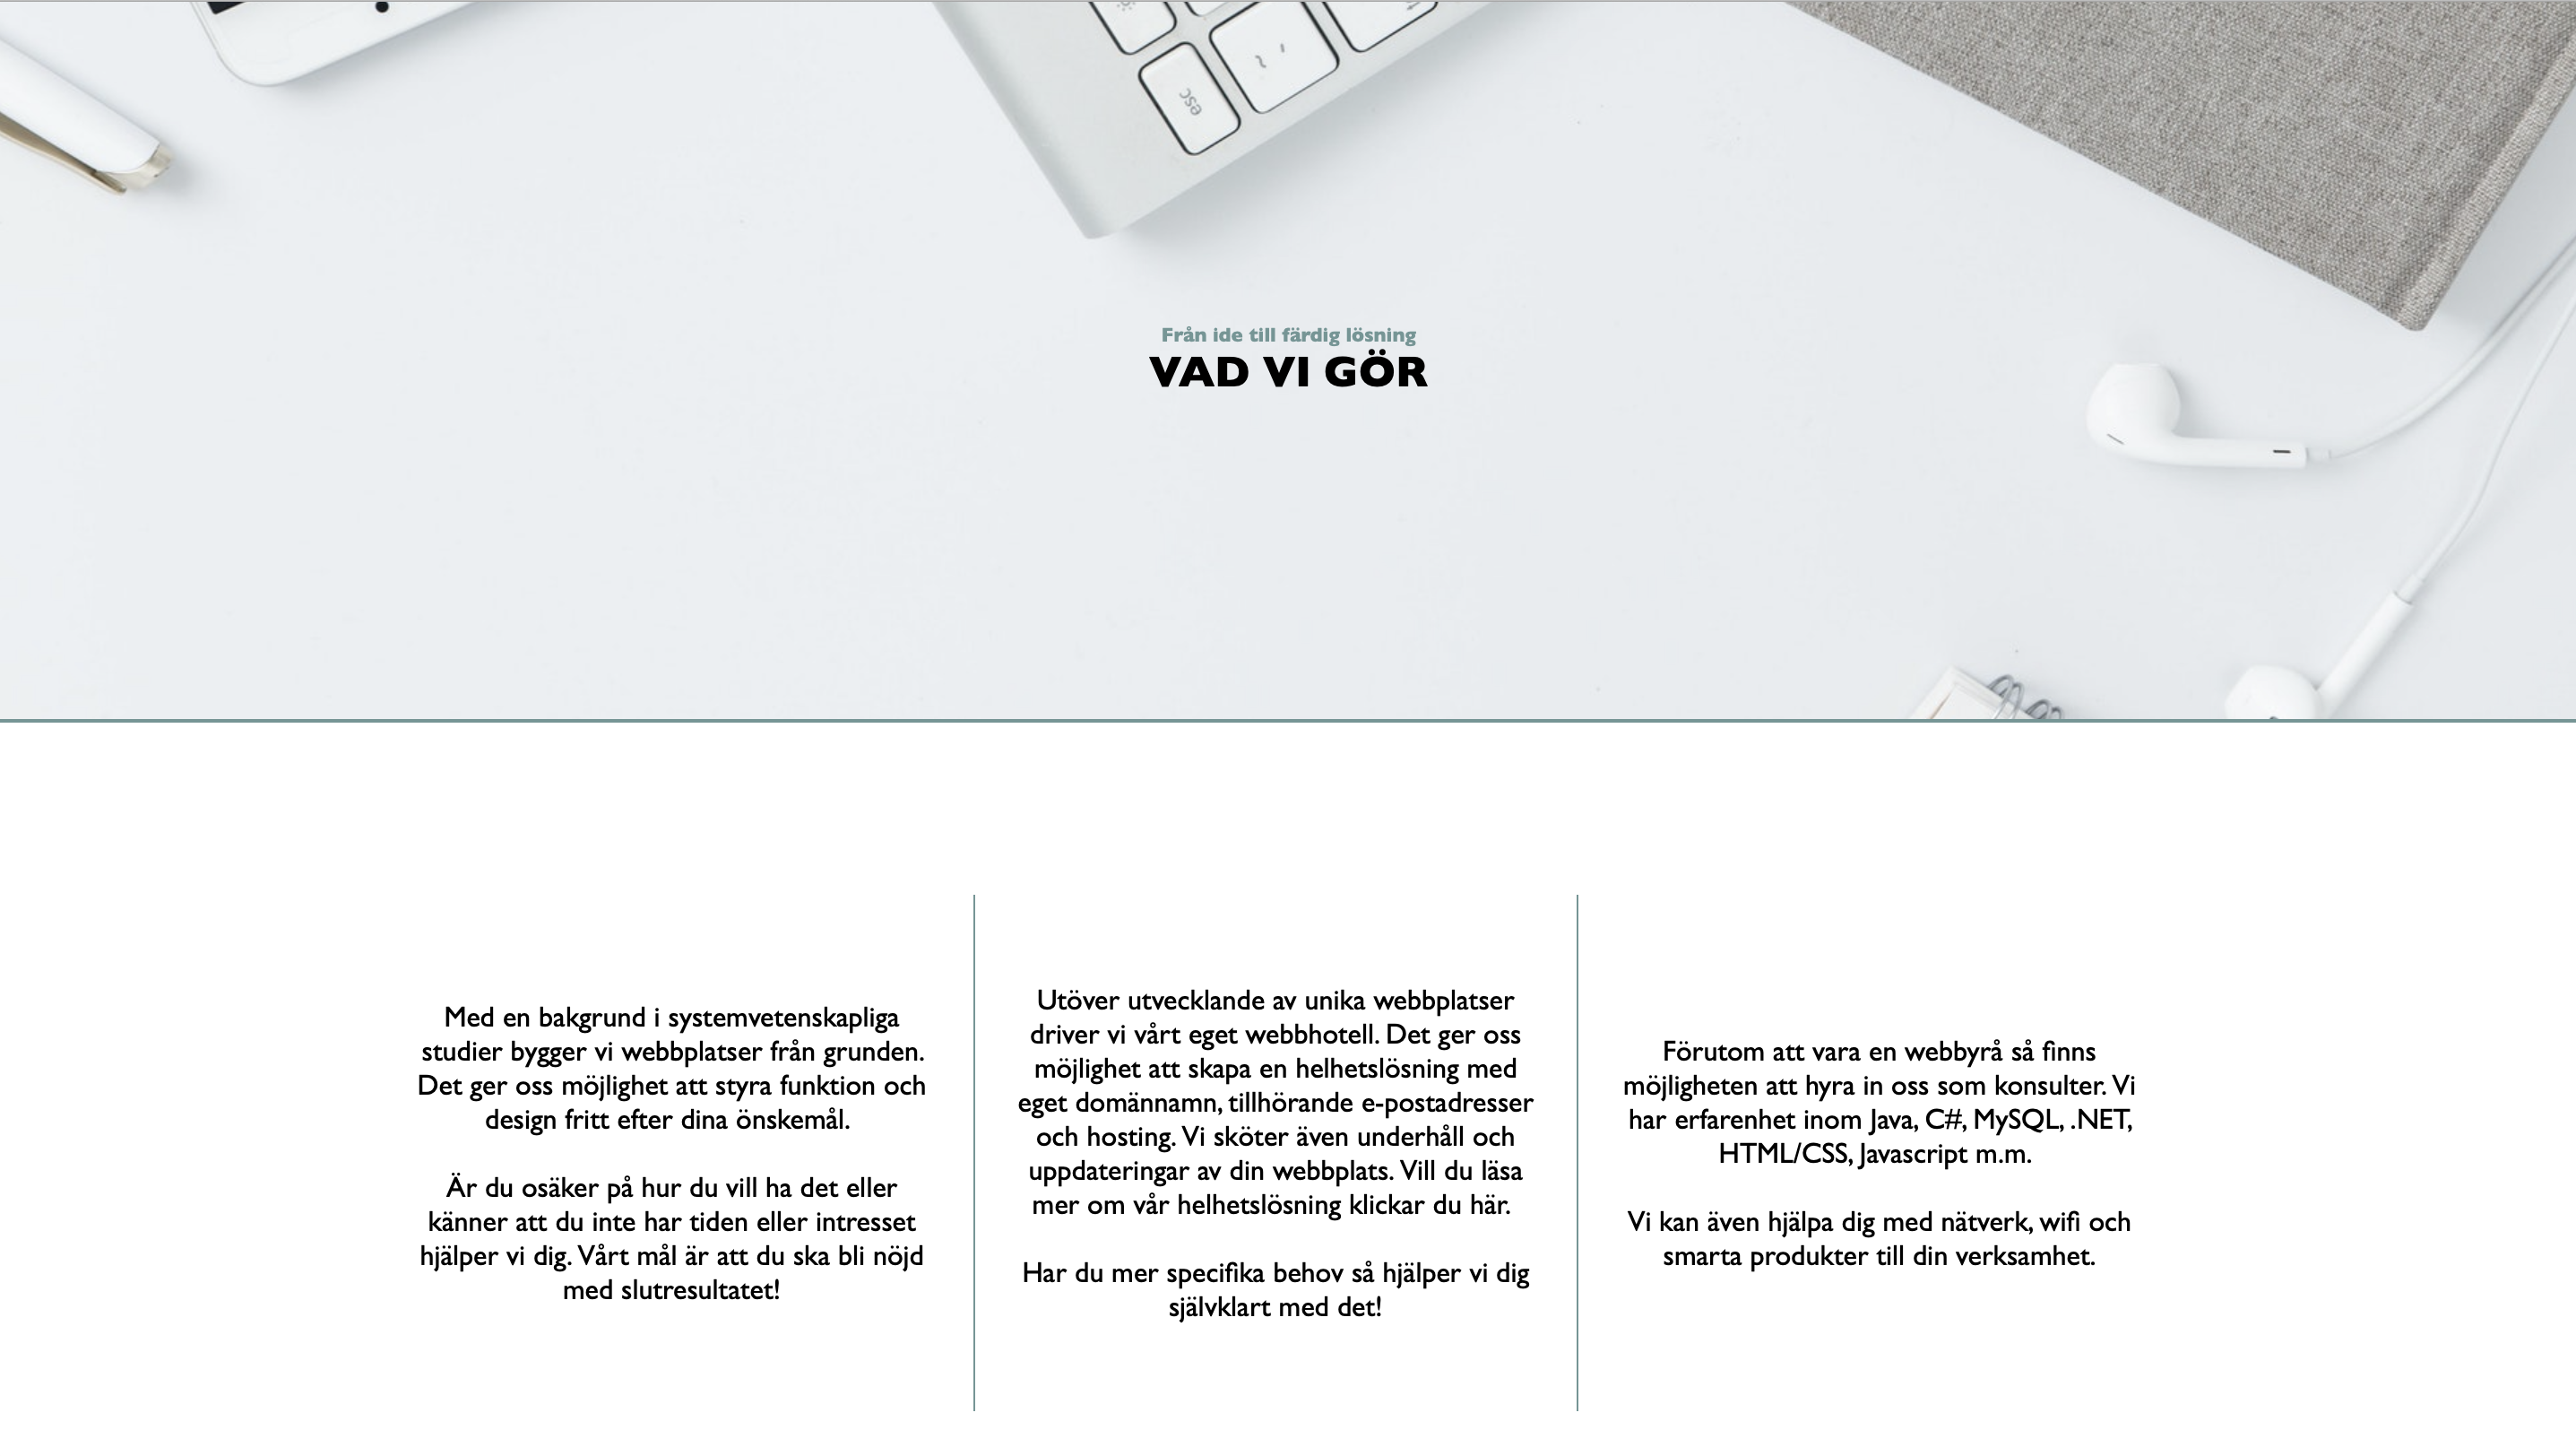 esc
Från ide till färdig lösning
VAD VI GÖR
Med en bakgrund i systemvetenskapliga
studier bygger vi webbplatser från grunden.
Det ger oss möjlighet att styra funktion och
design fritt efter dina önskemål.
Är du osäker på hur du vill ha det eller
känner att du inte har tiden eller intresset
hjälper vi dig. Vårt mål är att du ska bli nöjd
med slutresultatet!
Utöver utvecklande av unika webbplatser
driver vi vårt eget webbhotell. Det ger oss
möjlighet att skapa en helhetslösning med
eget domännamn, tillhörande e-postadresser
och hosting. Vi sköter även underhåll och
uppdateringar av din webbplats. Vill du läsa
mer om vår helhetslösning klickar du här.
Har du mer specifika behov så hjälper vi dig
självklart med det!
Förutom att vara en webbyrå så finns
möjligheten att hyra in oss som konsulter. Vi
har erfarenhet inom Java, C#, MySQL, .NET,
HTML/CSS, Javascript m.m.
Vi kan även hjälpa dig med nätverk, wifi och
smarta produkter till din verksamhet.